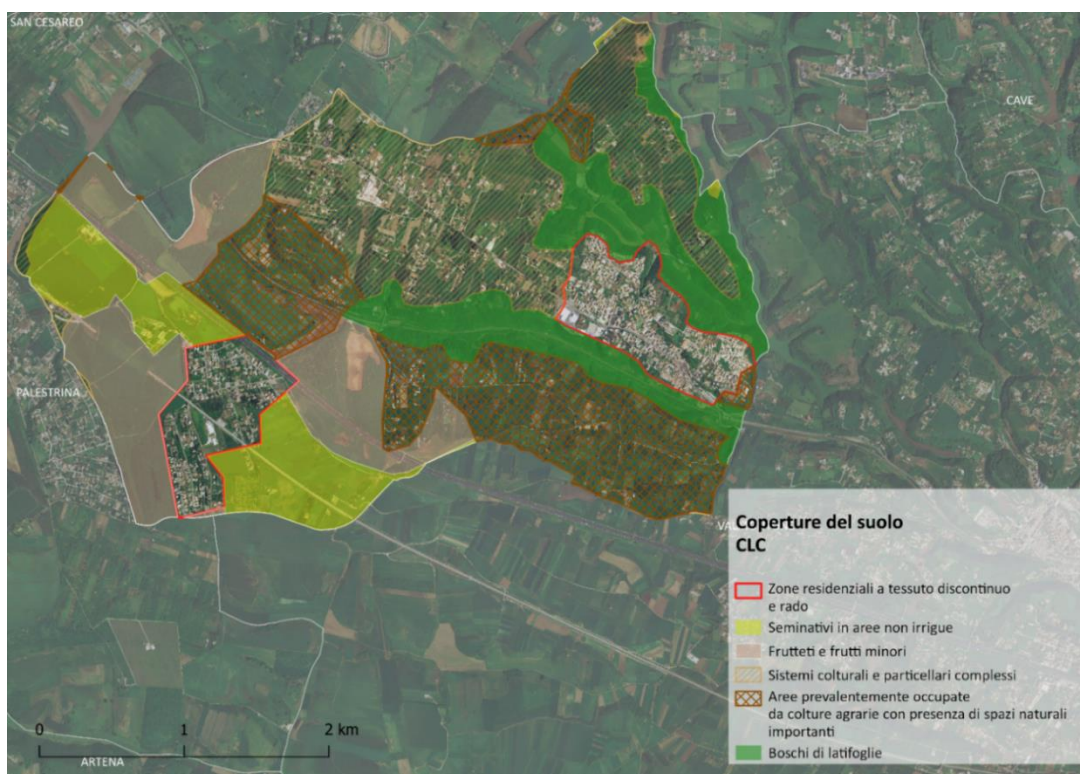 SAN CESAREO
CAVE
PALESTRINA
Coperture del suolo
CLC
Zone residenziali a tessuto discontinuo
e rado
Seminativi in aree non irrigue
Frutteti e frutti minori
Sistemi colturali e particellari complessi
Aree prevalentemente occupate
da colture agrarie con presenza di spazi naturali
importanti
Boschi di latifoglie
0 1 2 km
ARTENA